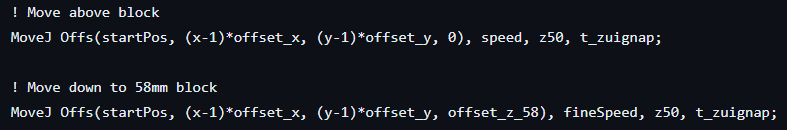 ! Move above block
MoveJ Offs(startPos, (x-1)*offset_x, (y-1)*offset_y, 0), speed, z50, t_zuignap;
! Move down to 58mm block
MoveJ Offs(startPos, (x-1)*offset_x, (y-1)*offset_y, offset_z_58), fineSpeed, z50, t_zuignap;